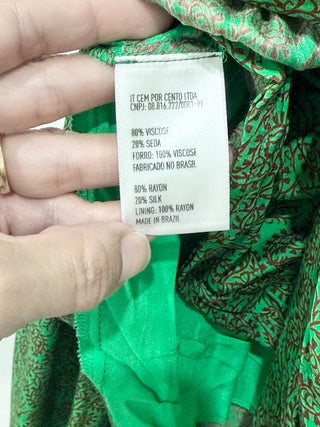 IT CEM POR CENTO LTDA
CNPJ: 08.816.222/0001-99
80% VISCOSE
20% SEDA
FORRO: 100% VISCOSE
FABRICADO NO BRASIL
80% RAYON
20% SILK
LINING: 100% RAYON
MADE IN BRAZIL